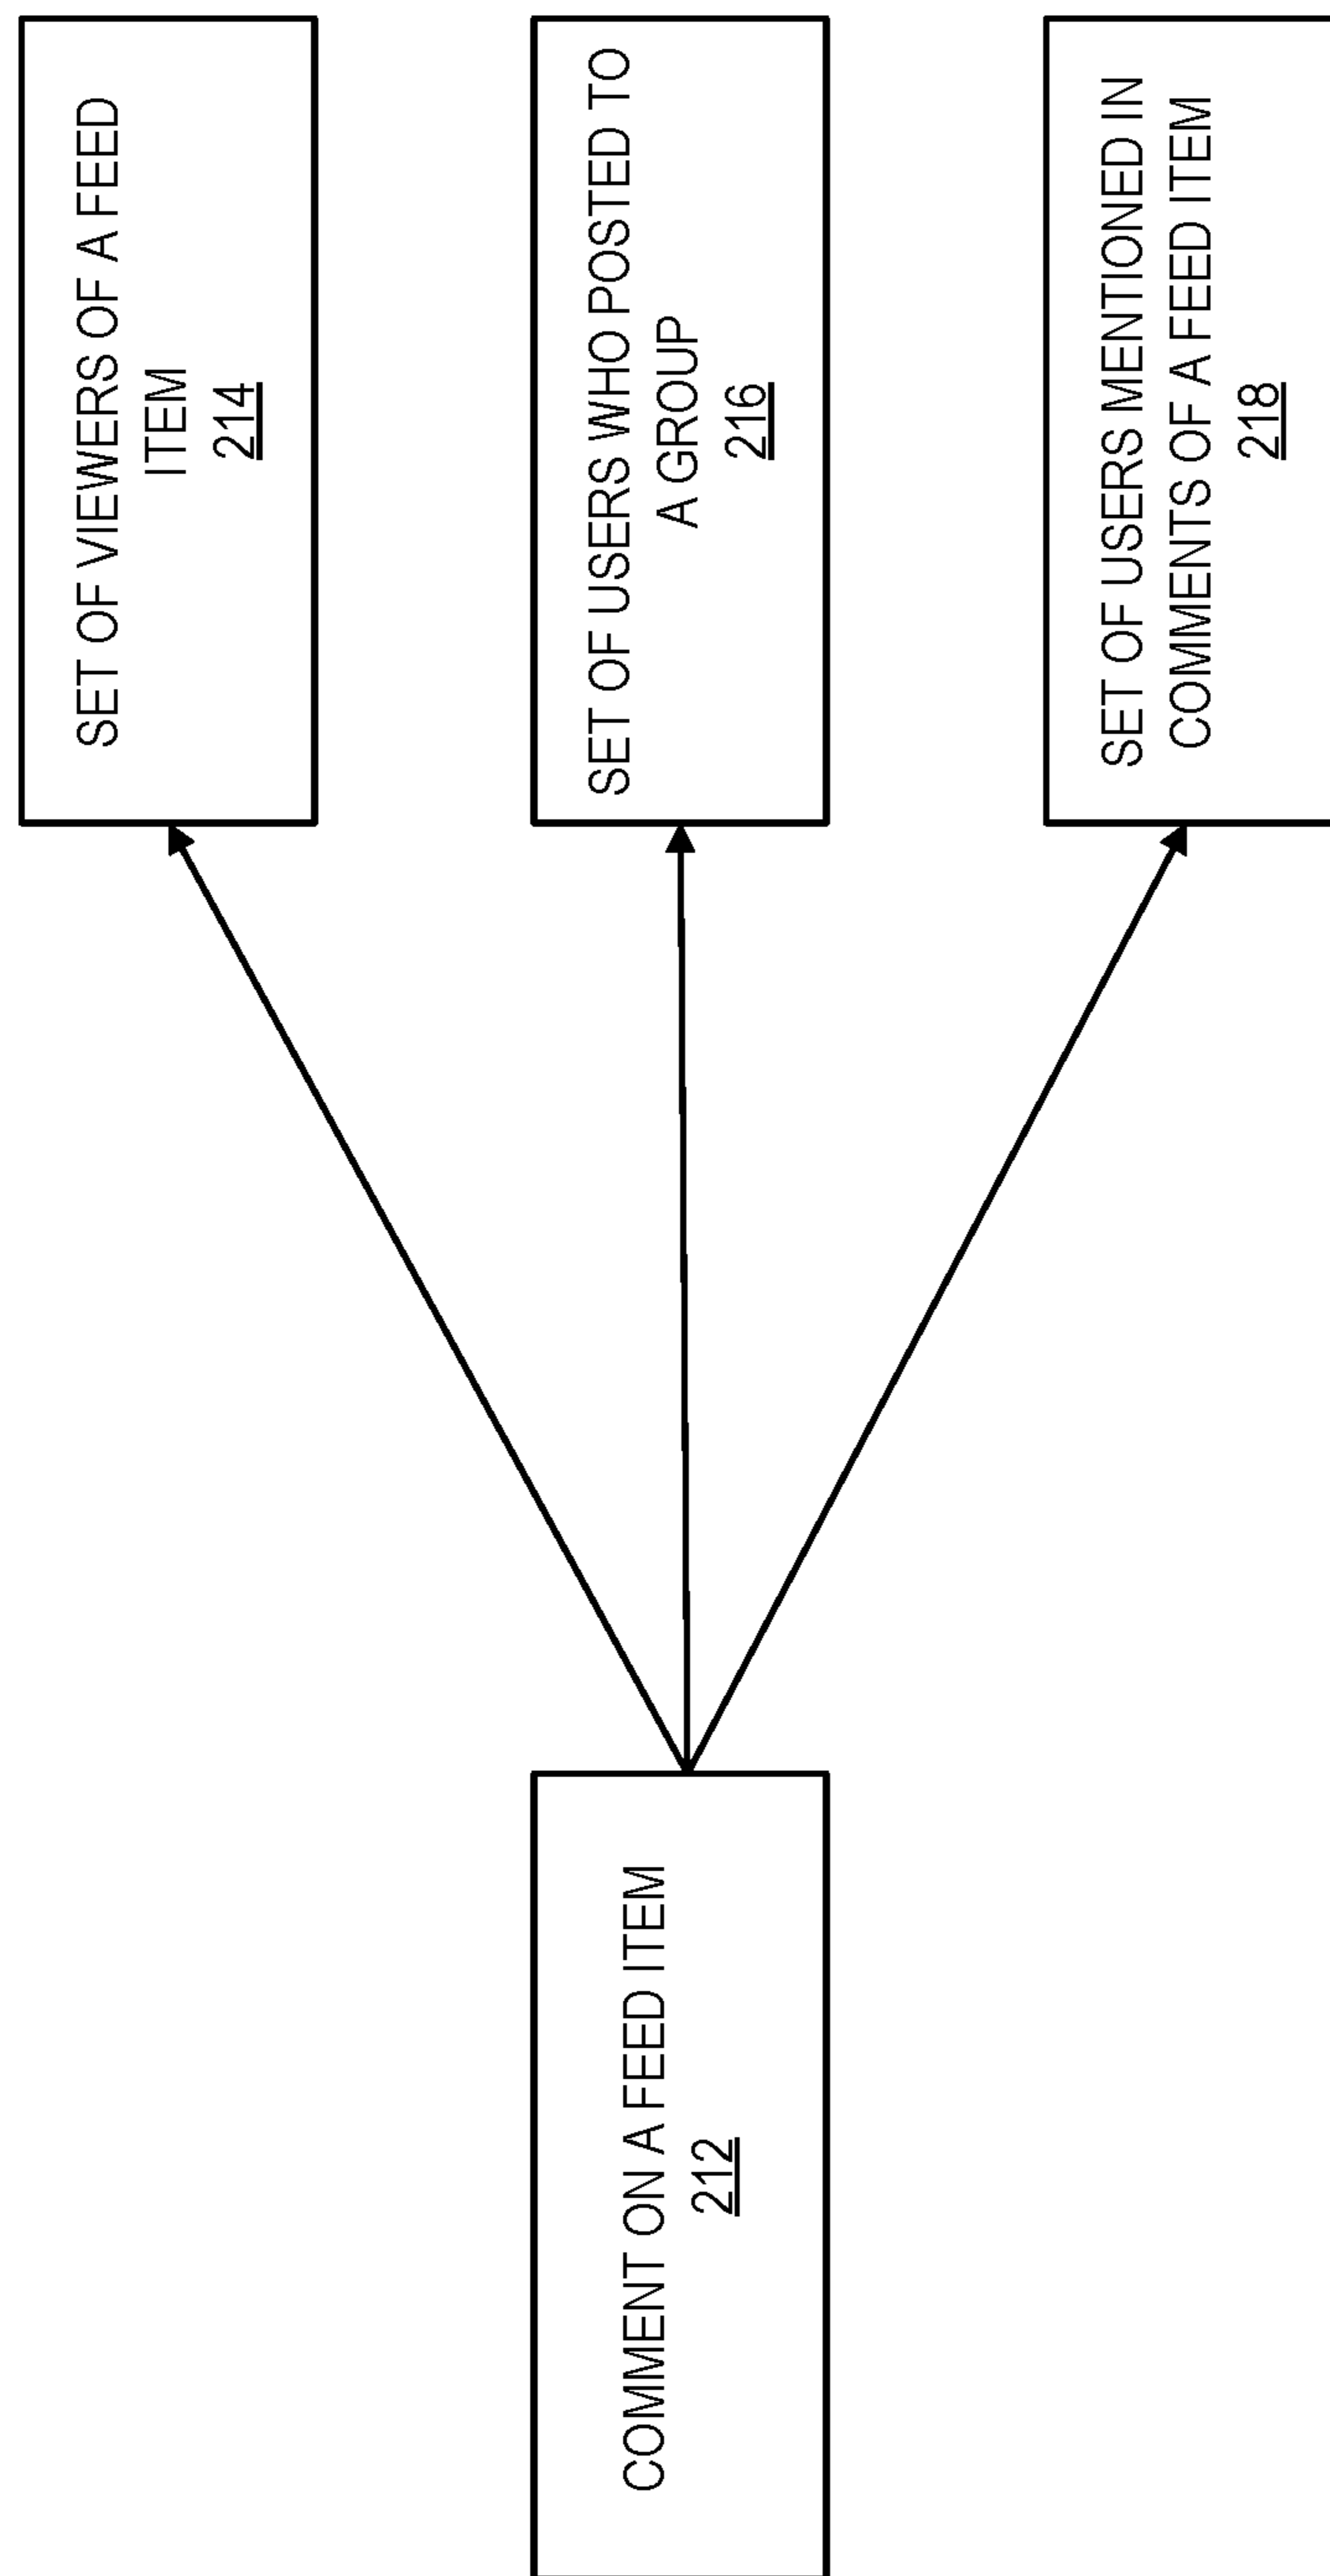 COMMENT ON A FEED ITEM
212
SET OF VIEWERS OF A FEED
ITEM
214
SET OF USERS WHO POSTED TO
A GROUP
216
SET OF USERS MENTIONED IN
COMMENTS OF A FEED ITEM
218